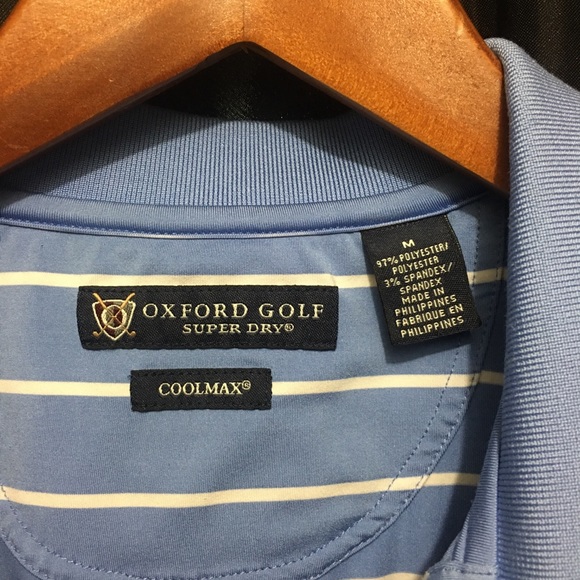 OXFORD GOLF
SUPER DRY®
COOLMAX®
M
97% POLYESTER/
POLYESTER
3% SPANDEX/
SPANDEX
MADE IN
PHILIPPINES
FABRIQUE EN
PHILIPPINES